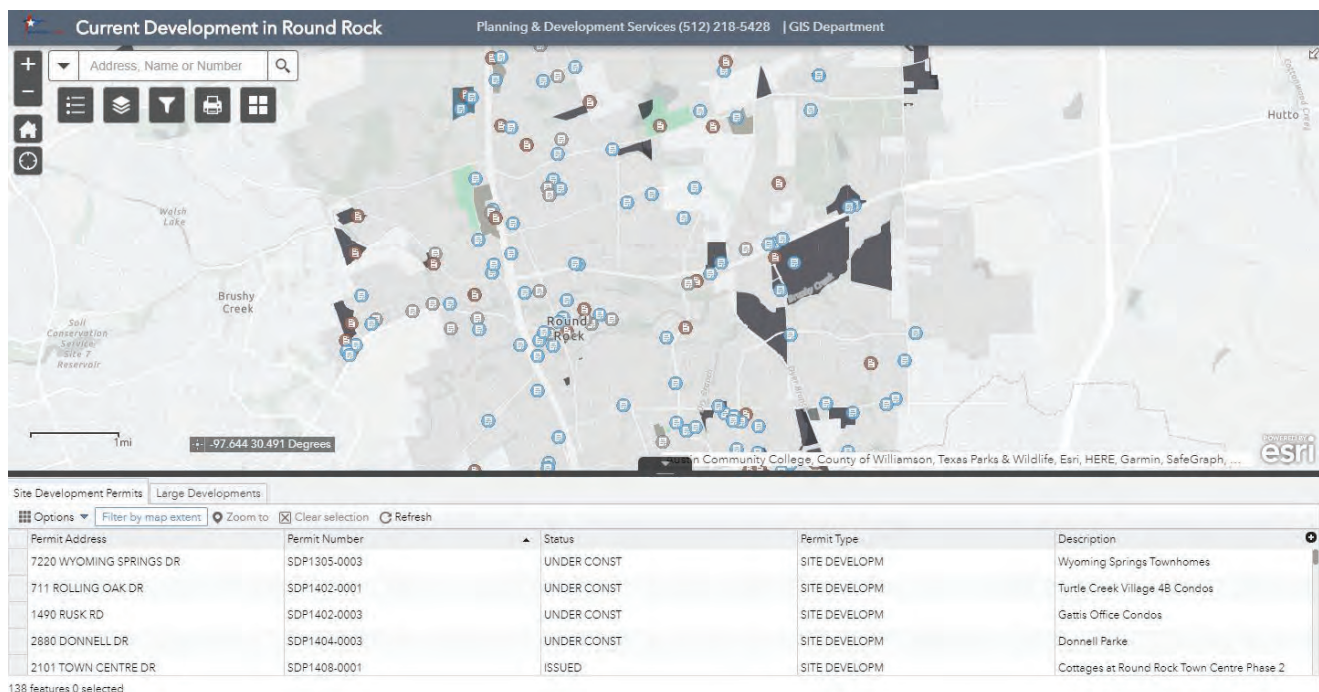 Current Development in Round Rock
Planning & Development Services (512) 218-5428 | GIS Department
Address, Name or Number
Hutto
Walsh
Lake
Brushy
Creek
Soil
Conservation
Service
Site 7
Reservoir
Brushy Creek
Round
Rock
1mi
-97.644 30.491 Degrees
Austin Community College, County of Williamson, Texas Parks & Wildlife, Esri, HERE, Garmin, SafeGraph, ...
POWERED BY
esri
Site Development Permits Large Developments
Options Filter by map extent Zoom to Clear selection Refresh
Permit Address Permit Number Status Permit Type Description
7220 WYOMING SPRINGS DR SDP1305-0003 UNDER CONST SITE DEVELOPM Wyoming Springs Townhomes
711 ROLLING OAK DR SDP1402-0001 UNDER CONST SITE DEVELOPM Turtle Creek Village 4B Condos
1490 RUSK RD SDP1402-0003 UNDER CONST SITE DEVELOPM Gattis Office Condos
2880 DONNELL DR SDP1404-0003 UNDER CONST SITE DEVELOPM Donnell Parke
2101 TOWN CENTRE DR SDP1408-0001 ISSUED SITE DEVELOPM Cottages at Round Rock Town Centre Phase 2
138 features 0 selected